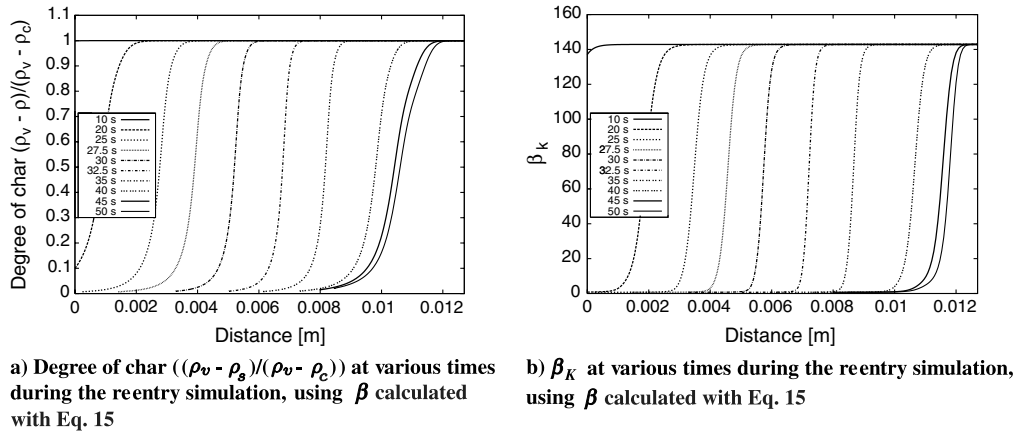 Degree of char (ρv - ρ)/(ρv - ρc)
1.1
1
0.9
0.8
0.7
0.6
0.5
0.4
0.3
0.2
0.1
0
10 s
20 s
25 s
27.5 s
30 s
32.5 s
35 s
40 s
45 s
50 s
0 0.002 0.004 0.006 0.008 0.01 0.012
Distance [m]
a) Degree of char ((ρv - ρs)/(ρv - ρc)) at various times
during the reentry simulation, using β calculated
with Eq. 15
βk
160
140
120
100
80
60
40
20
0
10 s
20 s
25 s
27.5 s
30 s
32.5 s
35 s
40 s
45 s
50 s
0 0.002 0.004 0.006 0.008 0.01 0.012
Distance [m]
b) βK at various times during the reentry simulation,
using β calculated with Eq. 15